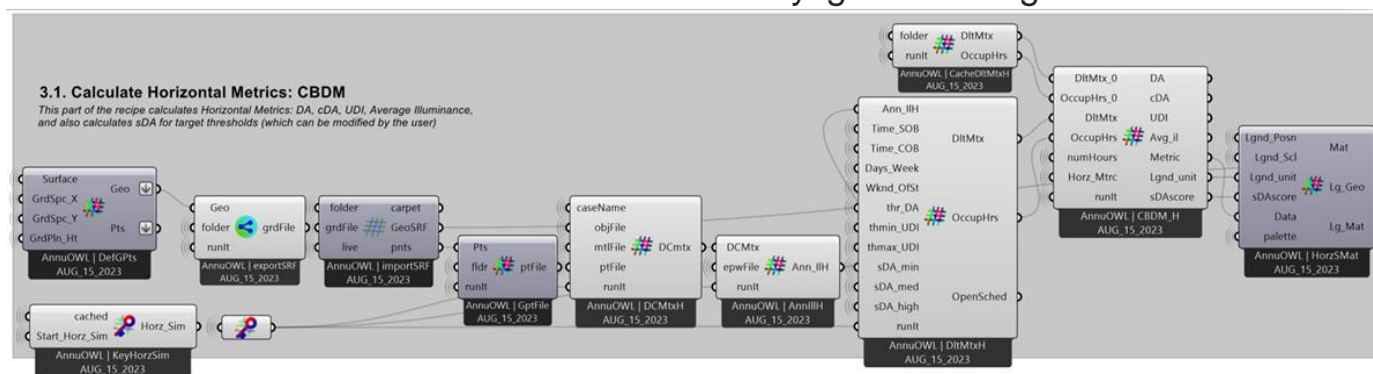 3.1. Calculate Horizontal Metrics: CBDM
This part of the recipe calculates Horizontal Metrics: DA, cDA, UDI, Average Illuminance,
and also calculates sDA for target thresholds (which can be modified by the user)
folder DltMtx
runIt OccupHrs
AnnuOWL | CacheDltMtxH
AUG_15_2023
DltMtx_0 DA
OccupHrs_0 cDA
DltMtx UDI
OccupHrs Avg_il
numHours Metric
Horz_Mtrc Lgnd_unit
runIt sDAscore
AnnuOWL | CBDM_H
AUG_15_2023
Ann_IlH
Time_SOB
Time_COB
Days_Week
Wknd_OfSt
thr_DA
thmin_UDI
thmax_UDI
sDA_min
sDA_med
sDA_high
runIt
DltMtx
OccupHrs
OpenSched
AnnuOWL | DltMtxH
AUG_15_2023
Lgnd_Posn
Lgnd_Scl
Lgnd_unit
sDAscore
Data
palette
Mat
Lg_Geo
Lg_Mat
AnnuOWL | HorzSMat
AUG_15_2023
Surface
GrdSpc_X
GrdSpc_Y
GrdPln_Ht
Geo
Pts
AnnuOWL | DefGPts
AUG_15_2023
Geo
folder grdFile
runIt
AnnuOWL | exportSRF
AUG_15_2023
folder carpet
grdFile GeoSRF
live pnts
AnnuOWL | importSRF
AUG_15_2023
Pts
fldr ptFile
runIt
AnnuOWL | GptFile
AUG_15_2023
caseName
objFile
mtlFile DCmtx
ptFile
runIt
AnnuOWL | DCMtxH
AUG_15_2023
DCMtx
epwFile Ann_IlH
runIt
AnnuOWL | AnnIllH
AUG_15_2023
cached
Start_Horz_Sim
Horz_Sim
AnnuOWL | KeyHorzSim
AUG_15_2023